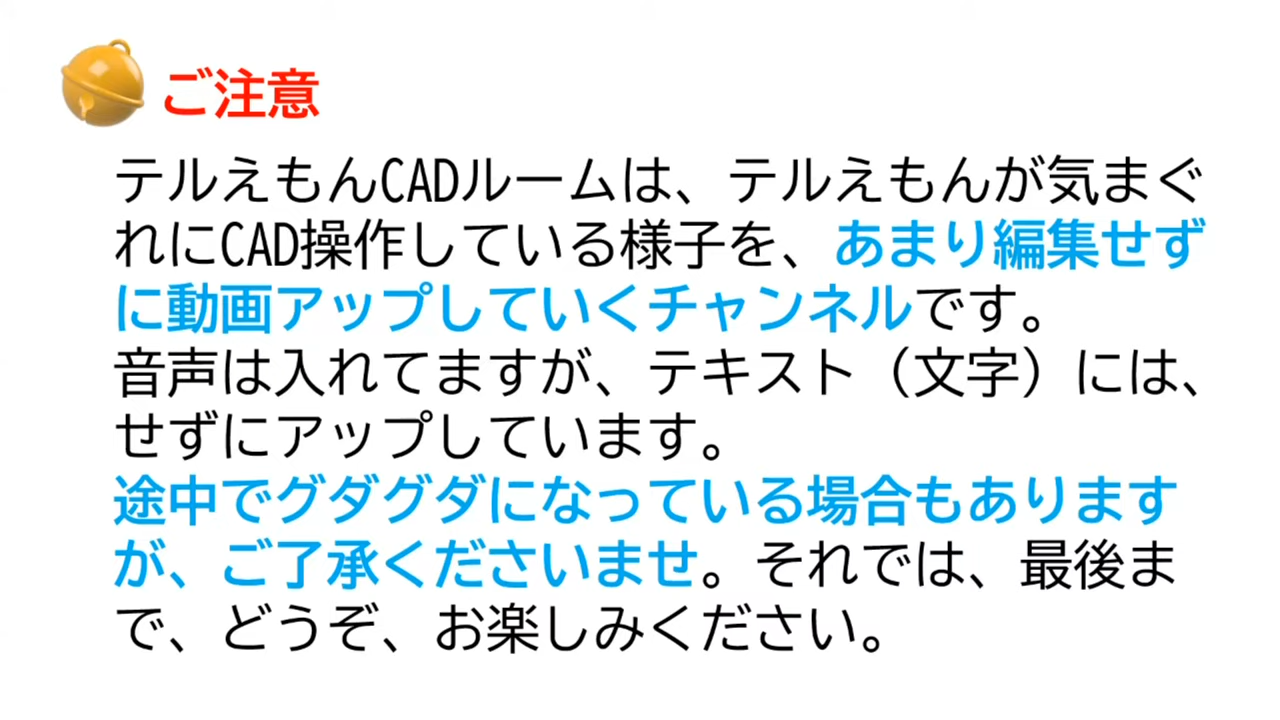 ご注意
テルえもんCADルームは、テルえもんが気まぐ
れにCAD操作している様子を、あまり編集せず
に動画アップしていくチャンネルです。
音声は入れてますが、テキスト（文字）には、
せずにアップしています。
途中でグダグダになっている場合もあります
が、ご了承くださいませ。それでは、最後ま
で、どうぞ、お楽しみください。